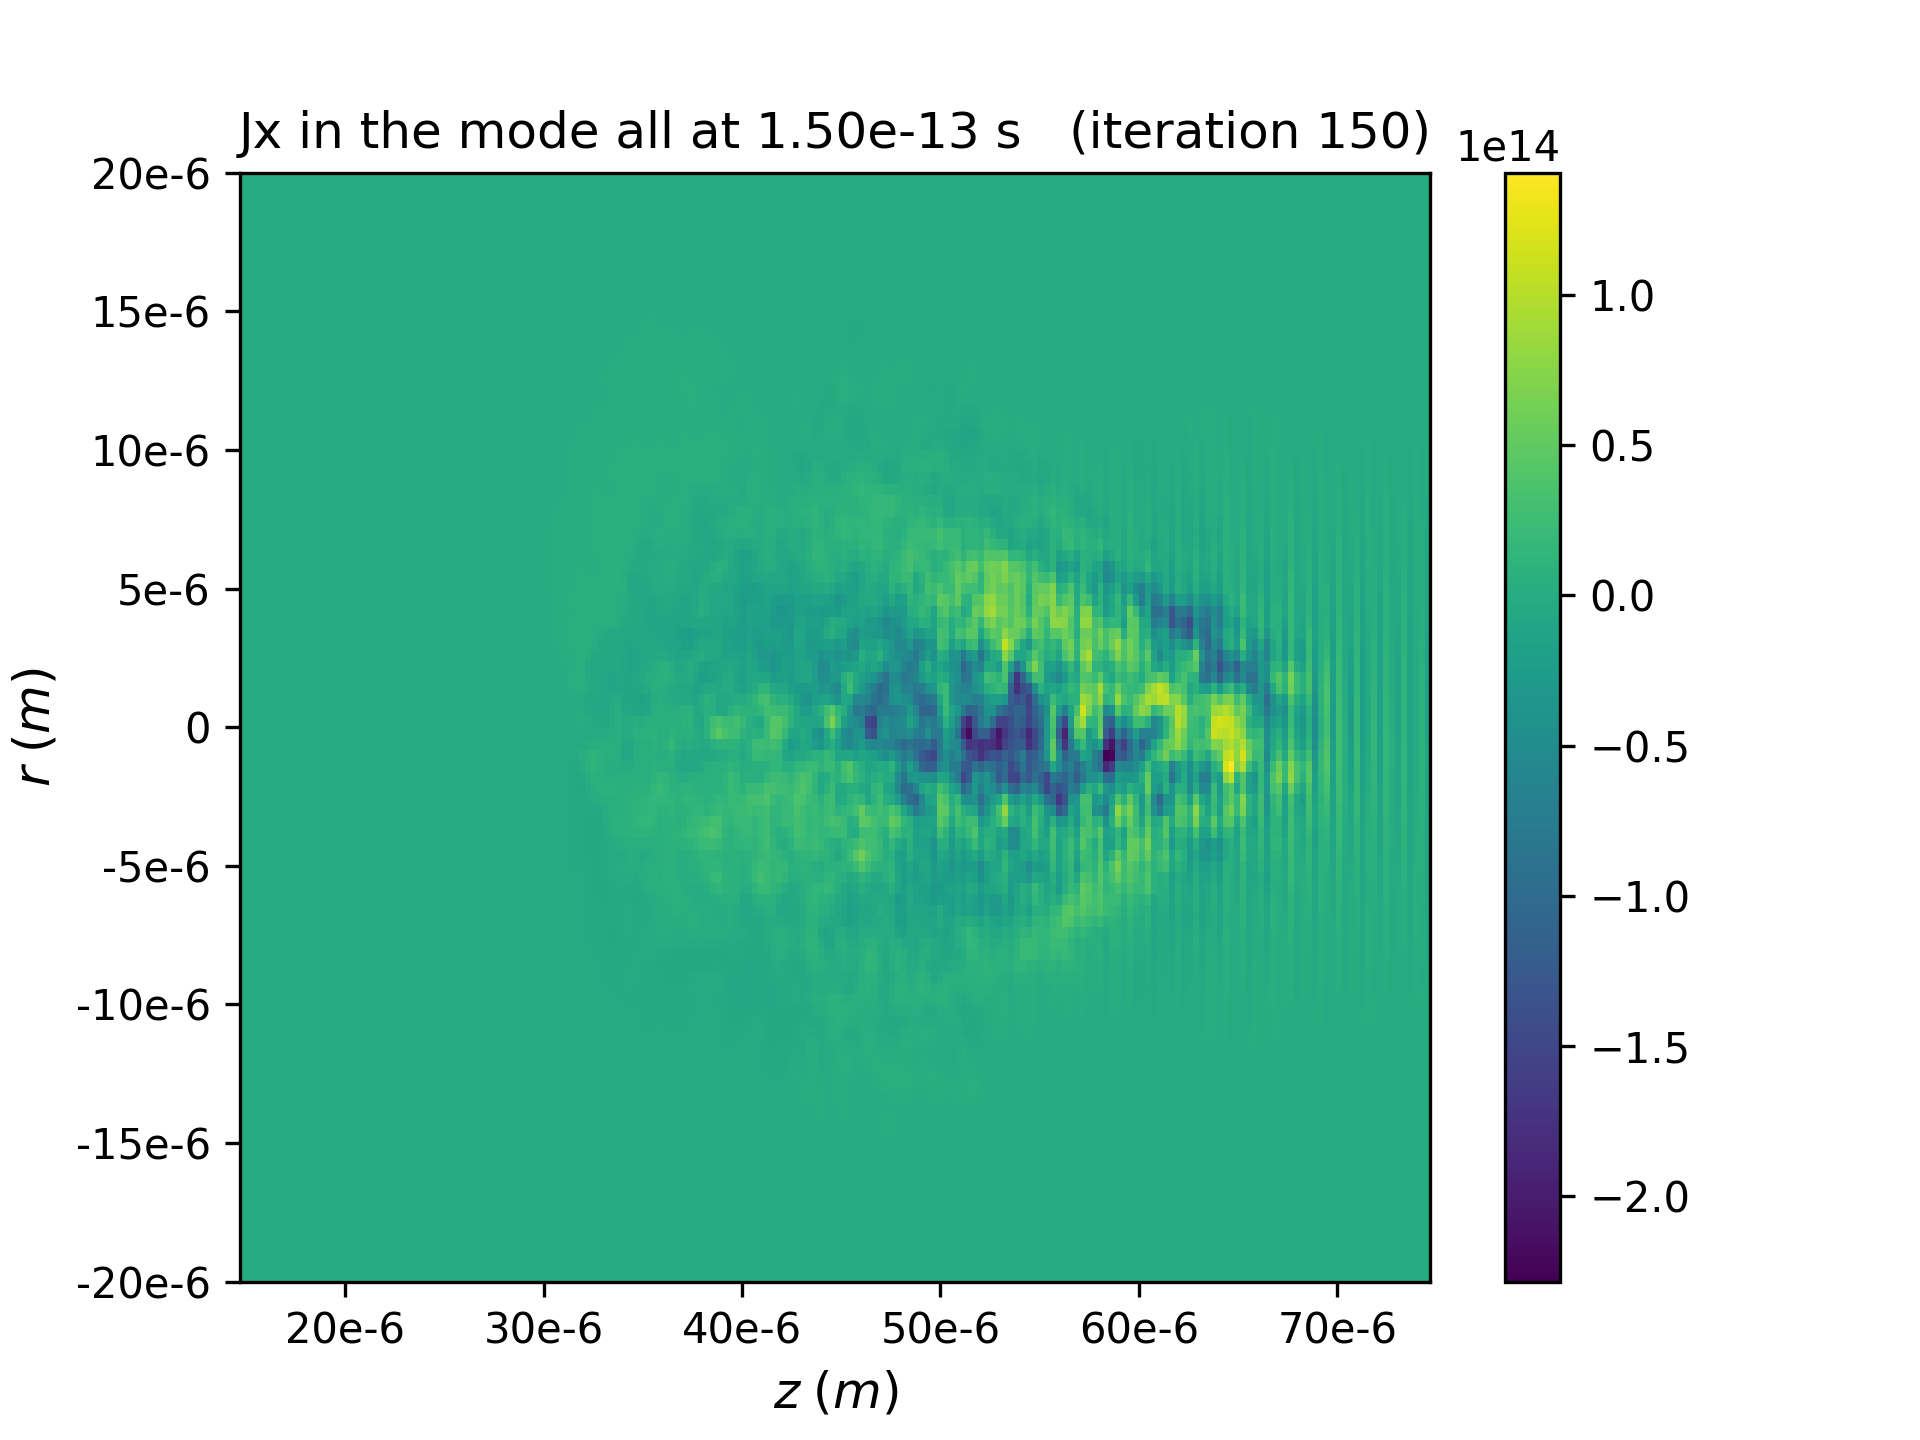 Jx in the mode all at 1.50e-13 s   (iteration 150)
1e14
20e-6
15e-6
10e-6
5e-6
0
-5e-6
-10e-6
-15e-6
-20e-6
r (m)
20e-6 30e-6 40e-6 50e-6 60e-6 70e-6
z (m)
1.0
0.5
0.0
−0.5
−1.0
−1.5
−2.0